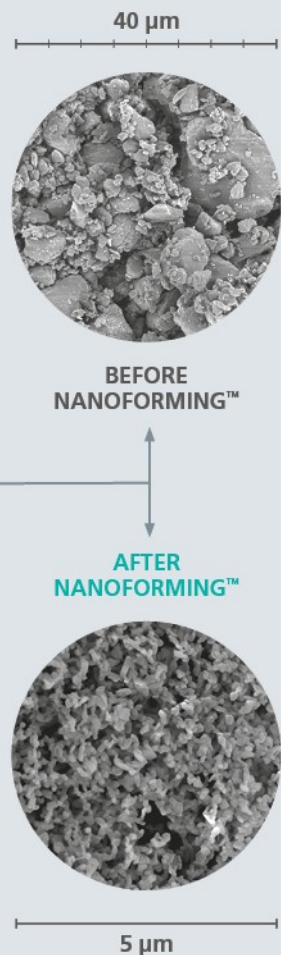 40 µm
BEFORE
NANOFORMING™
AFTER
NANOFORMING™
5 µm